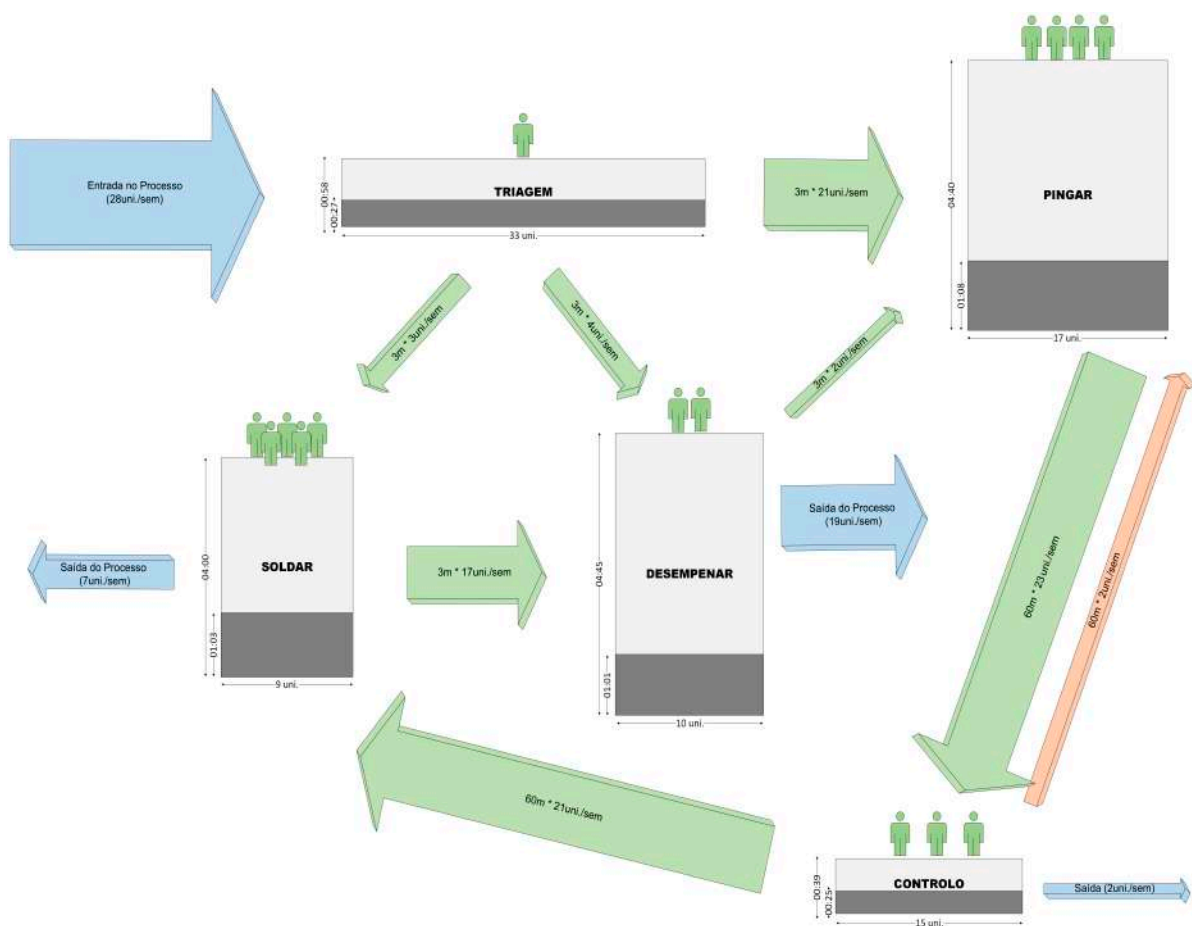 Entrada no Processo
(28uni./sem)
00:58
00:27
TRIAGEM
33 uni.
3m * 21uni./sem
04:40
01:08
PINGAR
17 uni.
3m * 3uni./sem
3m * 4uni./sem
3m * 2uni./sem
Saída do Processo
(7uni./sem)
04:00
01:03
SOLDAR
9 uni.
3m * 17uni./sem
04:45
01:01
DESEMPENAR
10 uni.
Saída do Processo
(19uni./sem)
60m * 23uni./sem
60m * 2uni./sem
60m * 21uni./sem
00:39
00:25
CONTROLO
15 uni.
Saída (2uni./sem)